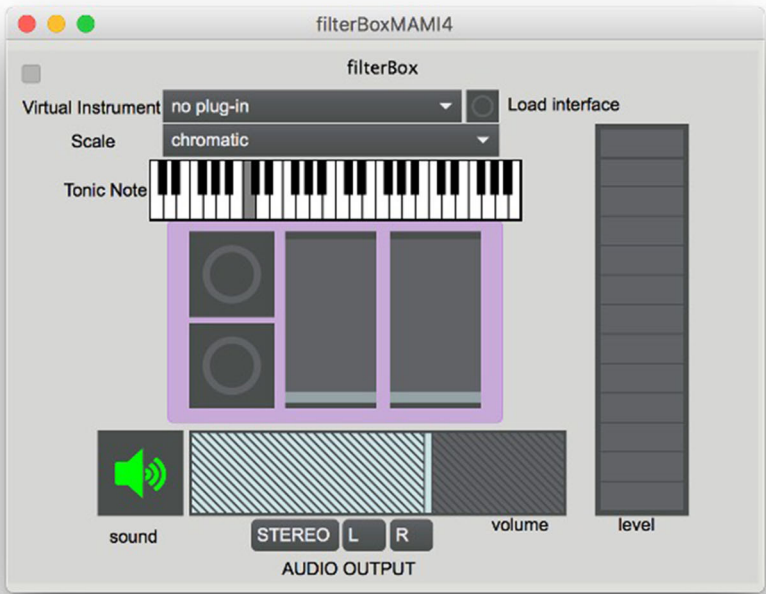 filterBoxMAMI4
filterBox
Virtual Instrument no plug-in Load interface
Scale chromatic
Tonic Note
sound volume level
STEREO L R
AUDIO OUTPUT